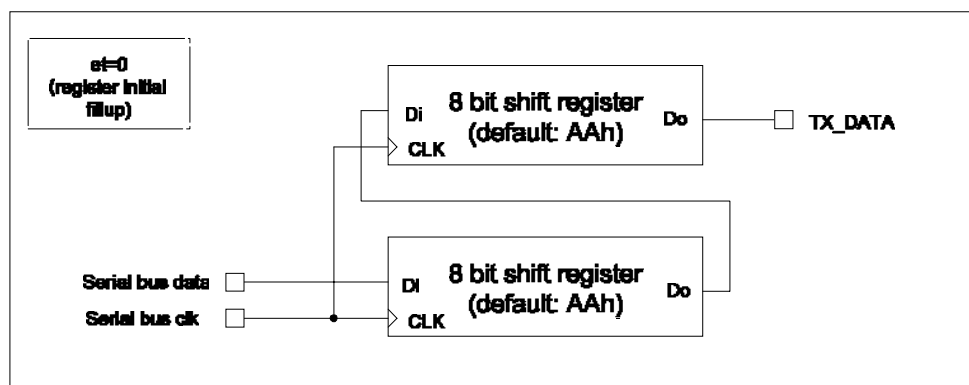 et=0
(register initial
fillup)
8 bit shift register
(default: AAh)
Di
Do
CLK
TX_DATA
8 bit shift register
(default: AAh)
Serial bus data
DI
Do
Serial bus clk
CLK